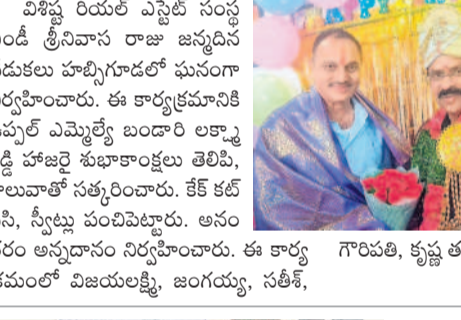 విశిష్ట రియల్ ఎస్టేట్ సంస్థ
ండీ శ్రీనివాస రాజు జన్మదిన
డుకలు హబ్సిగూడలో ఘనంగా
ర్వహించారు. ఈ కార్యక్రమానికి
ప్పల్ ఎమ్మెల్యే బండారి లక్ష్మా
డ్డి హాజరై శుభాకాంక్షలు తెలిపి,
ాలువాతో సత్కరించారు. కేక్ కట్
సి, స్వీట్లు పంచిపెట్టారు. అనం
రం అన్నదానం నిర్వహించారు. ఈ కార్య
క్రమంలో విజయలక్ష్మి, జంగయ్య, సతీశ్,
గౌరిపతి, కృష్ణ త